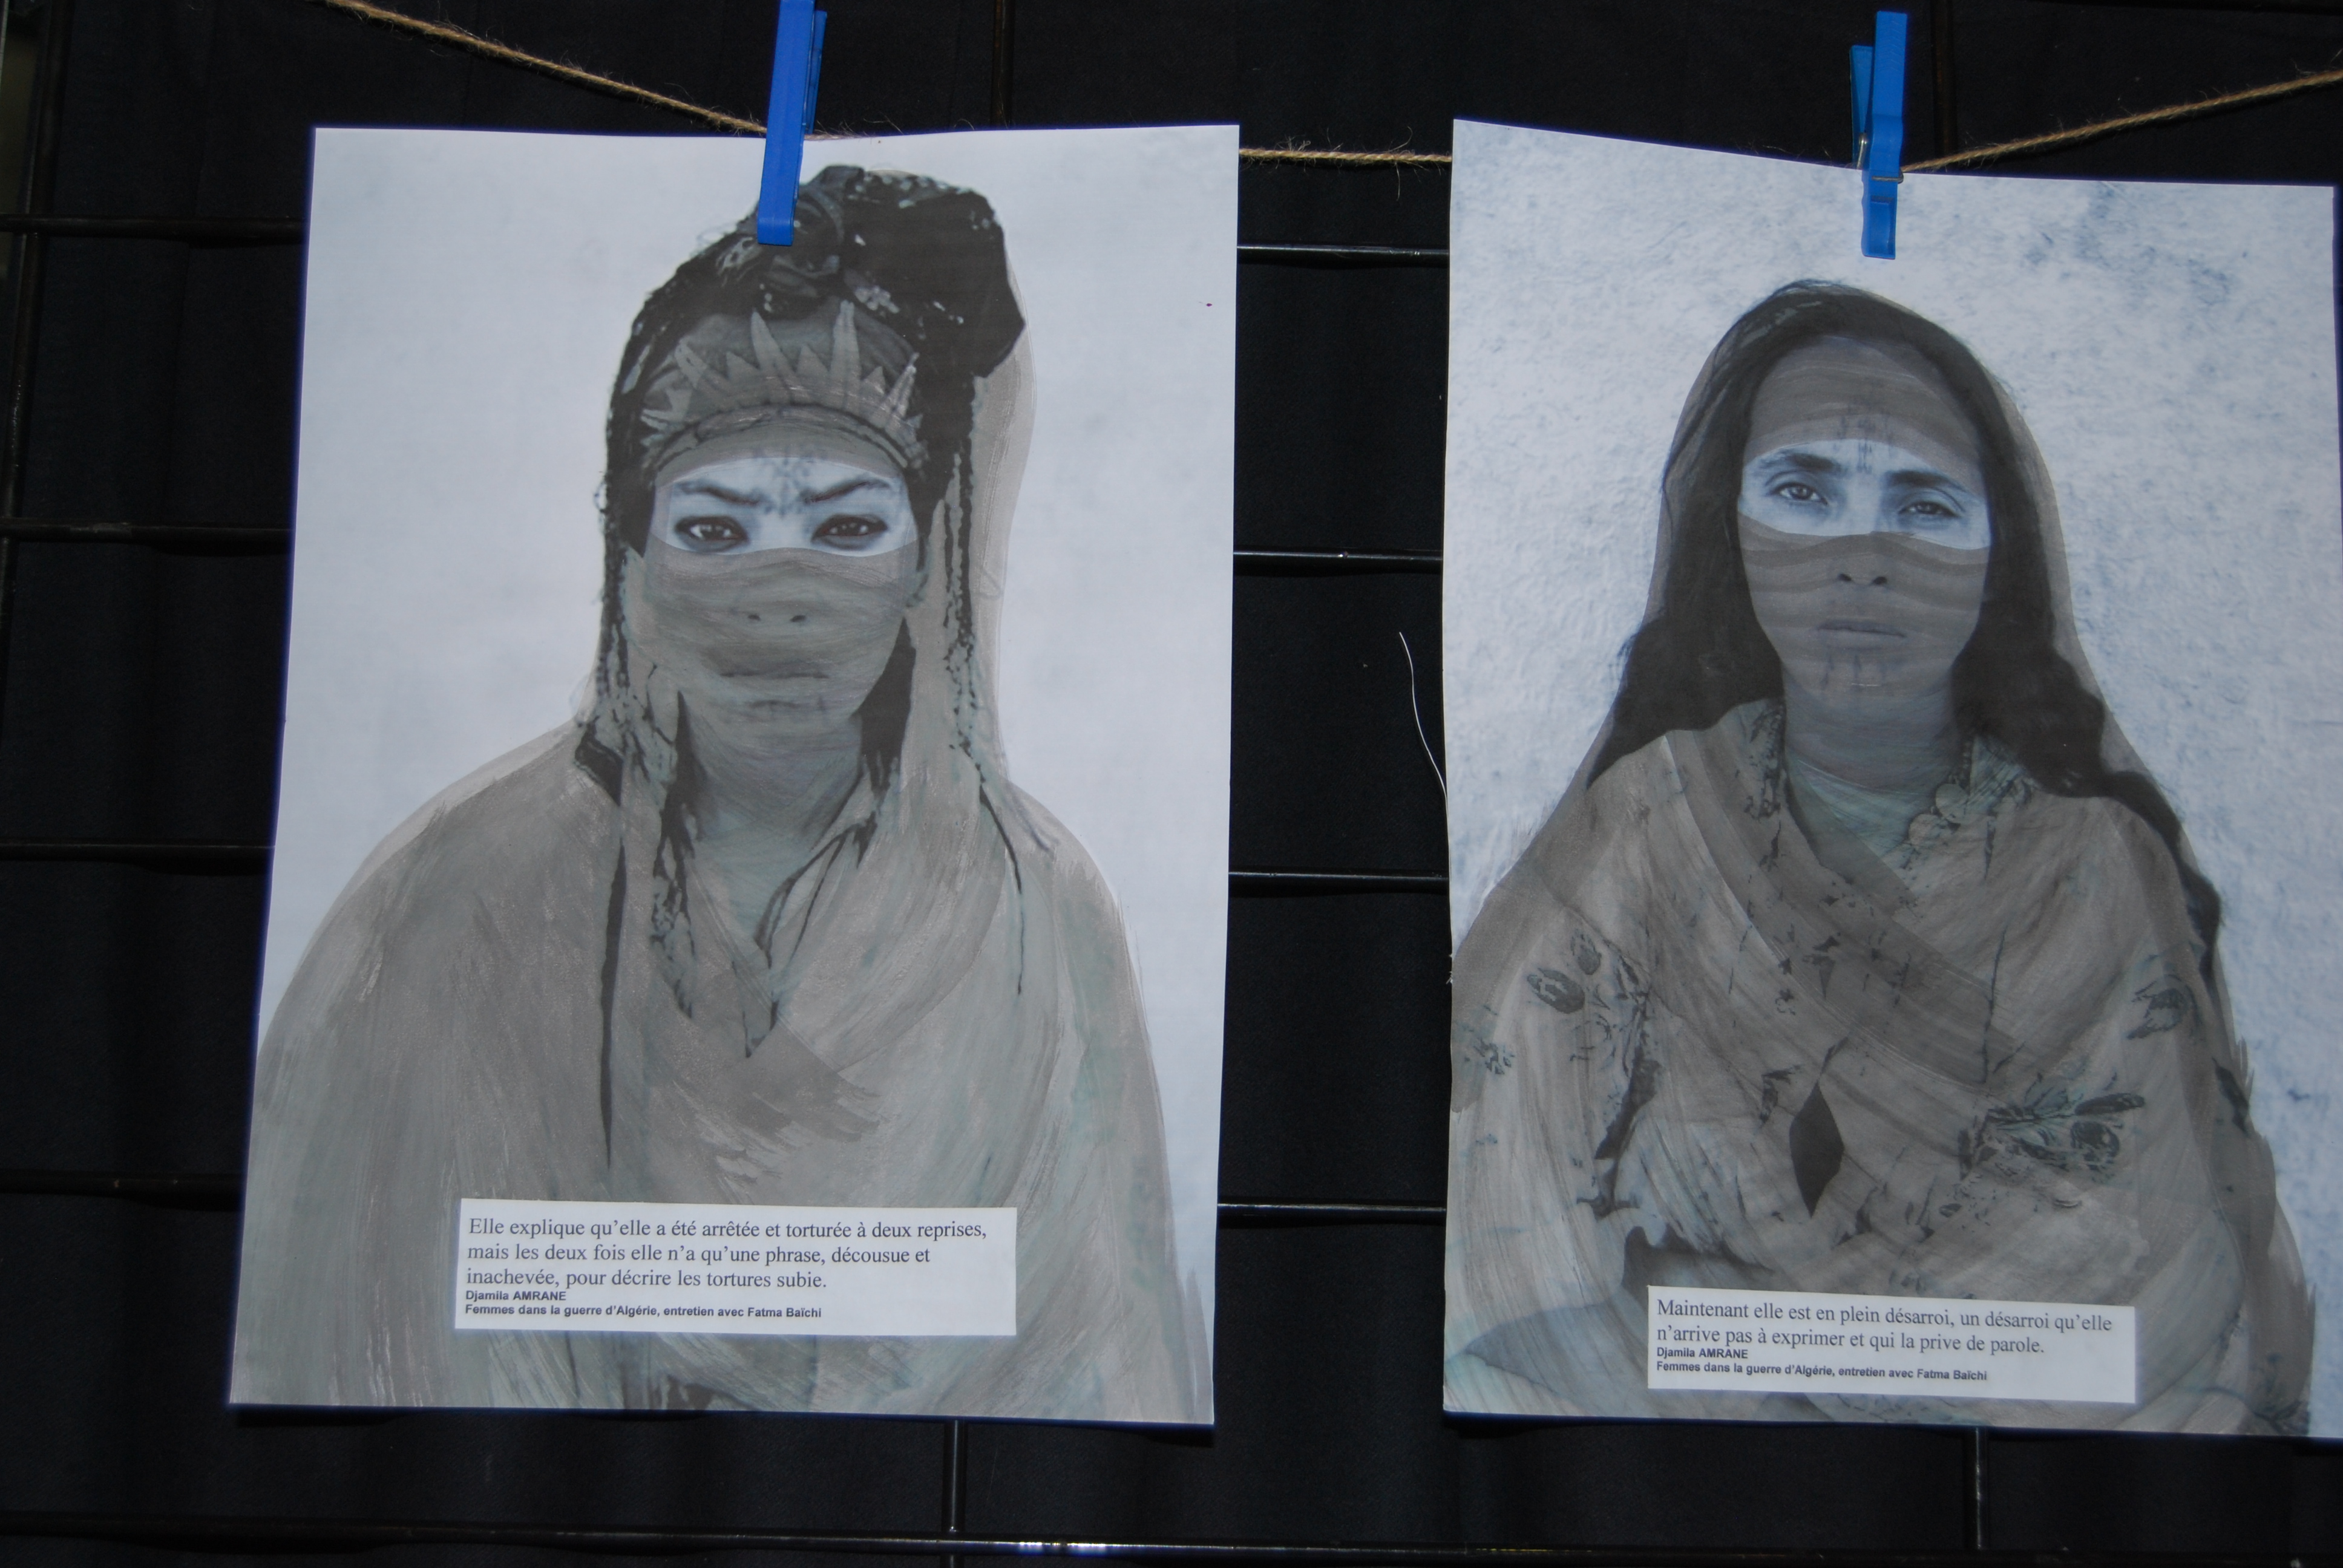 Elle explique qu'elle a été arrêtée et torturée à deux reprises,
mais les deux fois elle n'a qu'une phrase, décousue et
inachevée, pour décrire les tortures subie.
Djamila AMRANE
Femmes dans la guerre d'Algérie, entretien avec Fatma Baïchi
Maintenant elle est en plein désarroi, un désarroi qu'elle
n'arrive pas à exprimer et qui la prive de parole.
Djamila AMRANE
Femmes dans la guerre d'Algérie, entretien avec Fatma Baïchi